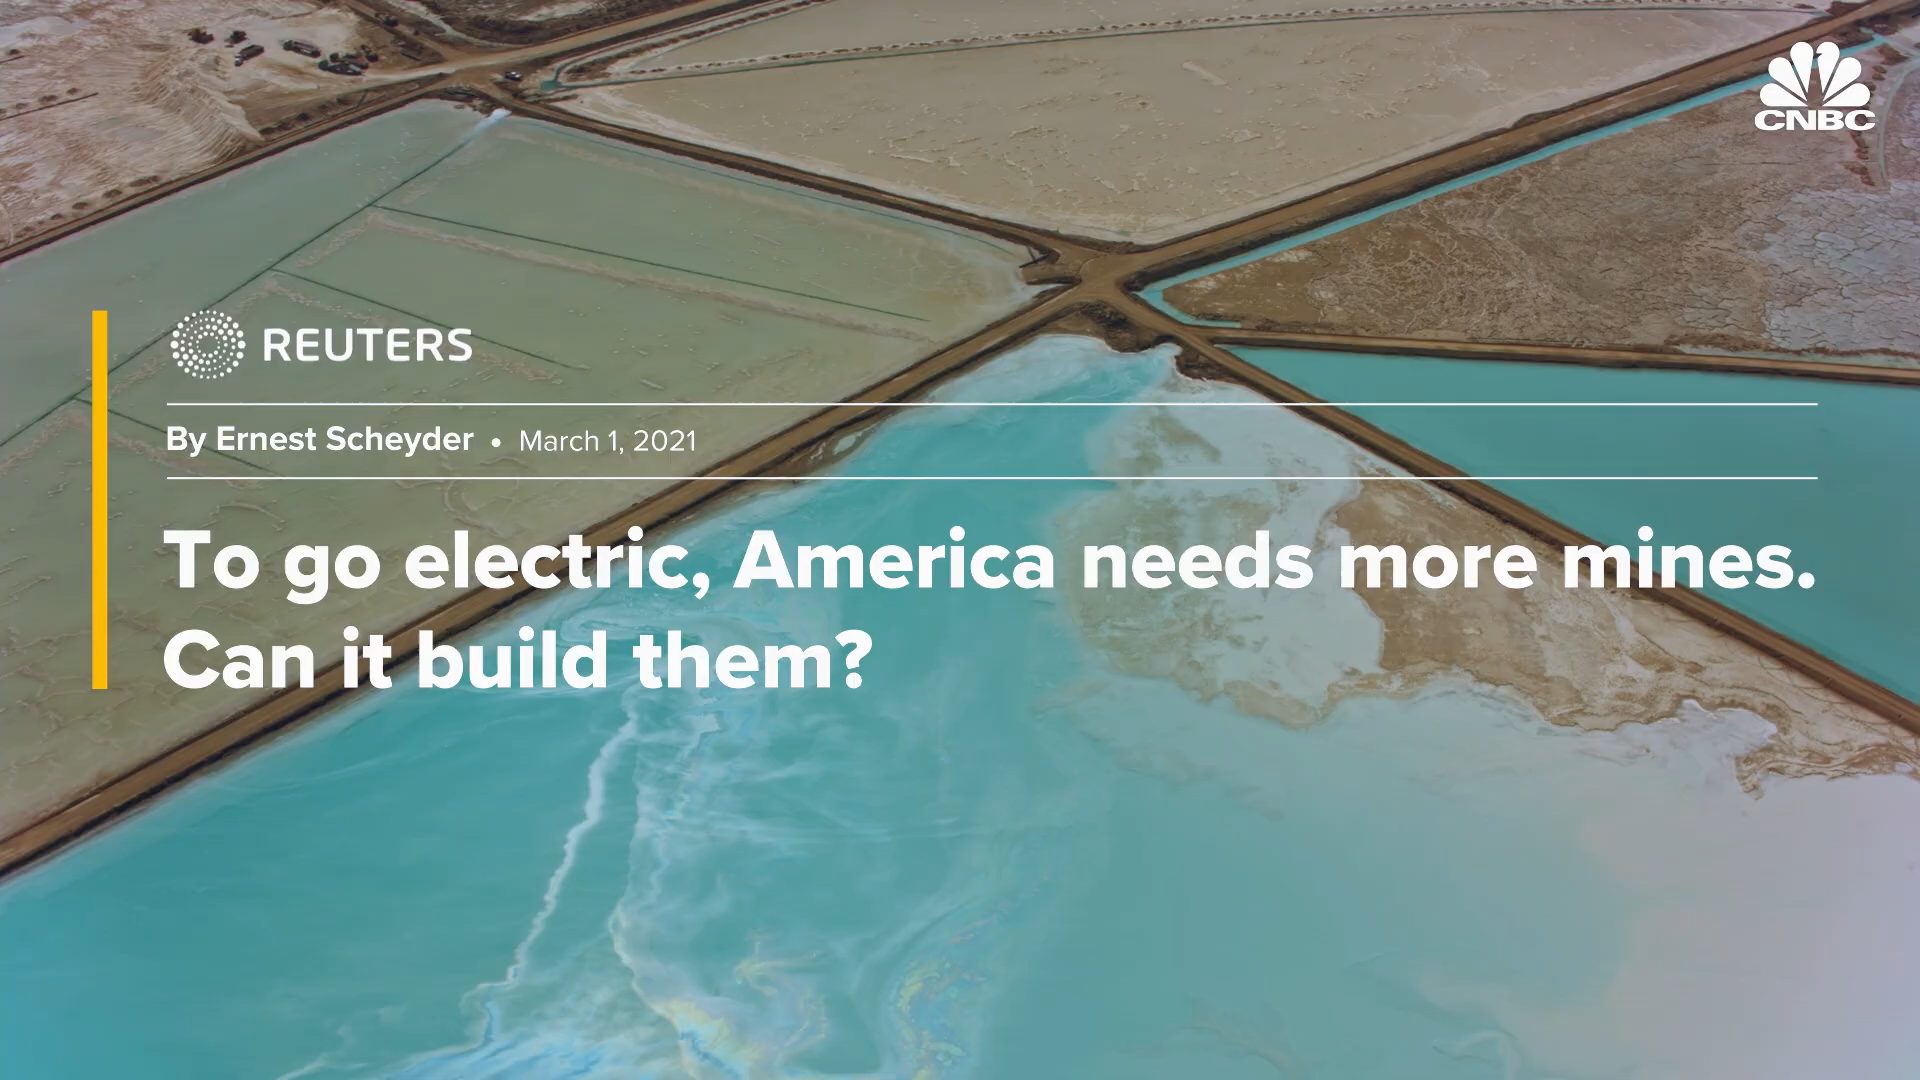 CNBC
REUTERS
By Ernest Scheyder • March 1, 2021
To go electric, America needs more mines.
Can it build them?